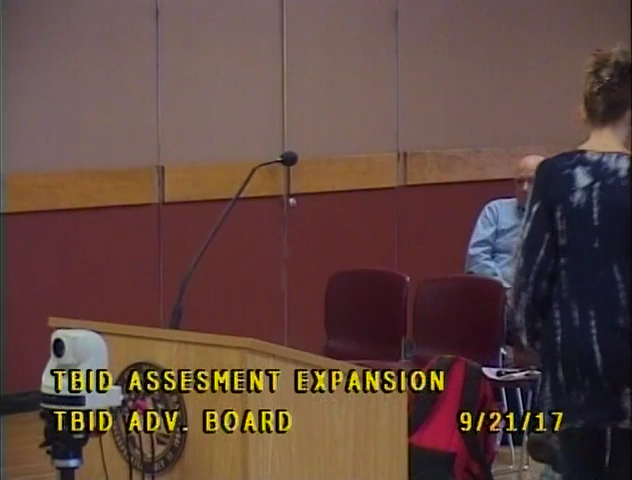 TBID ASSESMENT EXPANSION
TBID ADV. BOARD 9/21/17